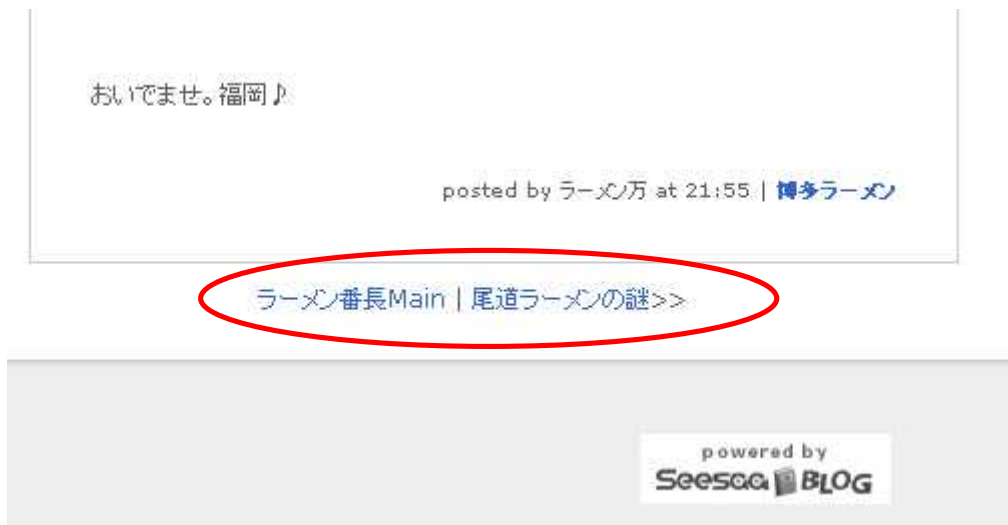 おいでませ。福岡♪
posted by ラーメン万 at 21:55 | 博多ラーメン
ラーメン番長Main | 尾道ラーメンの謎>>
powered by
Seesaa BLOG